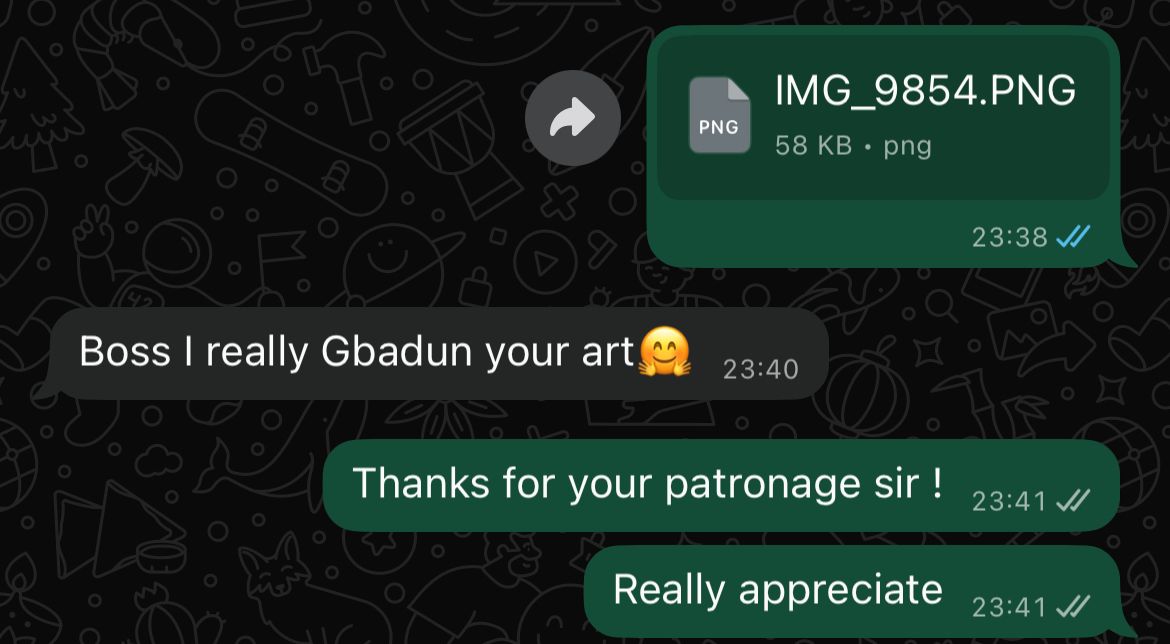 IMG_9854.PNG
PNG
58 KB • png
23:38
Boss I really Gbadun your art🤗 23:40
Thanks for your patronage sir ! 23:41
Really appreciate 23:41